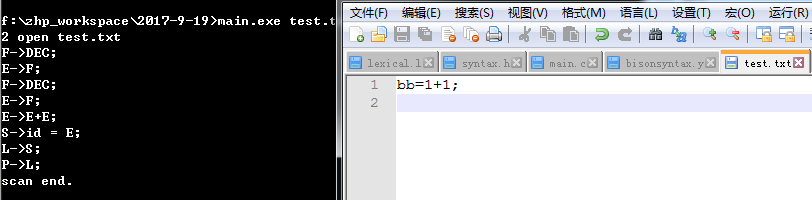 f:\zhp_workspace\2017-9-19>main.exe test.t
2 open test.txt
F->DEC;
E->F;
F->DEC;
E->F;
E->E+E;
S->id = E;
L->S;
P->L;
scan end.
文件(F) 编辑(E) 搜索(S) 视图(V) 格式(M) 语言(L) 设置(T) 宏(O) 运行(R)
lexical.l syntax.h main.c bisonsyntax.y test.txt
1 bb=1+1;
2